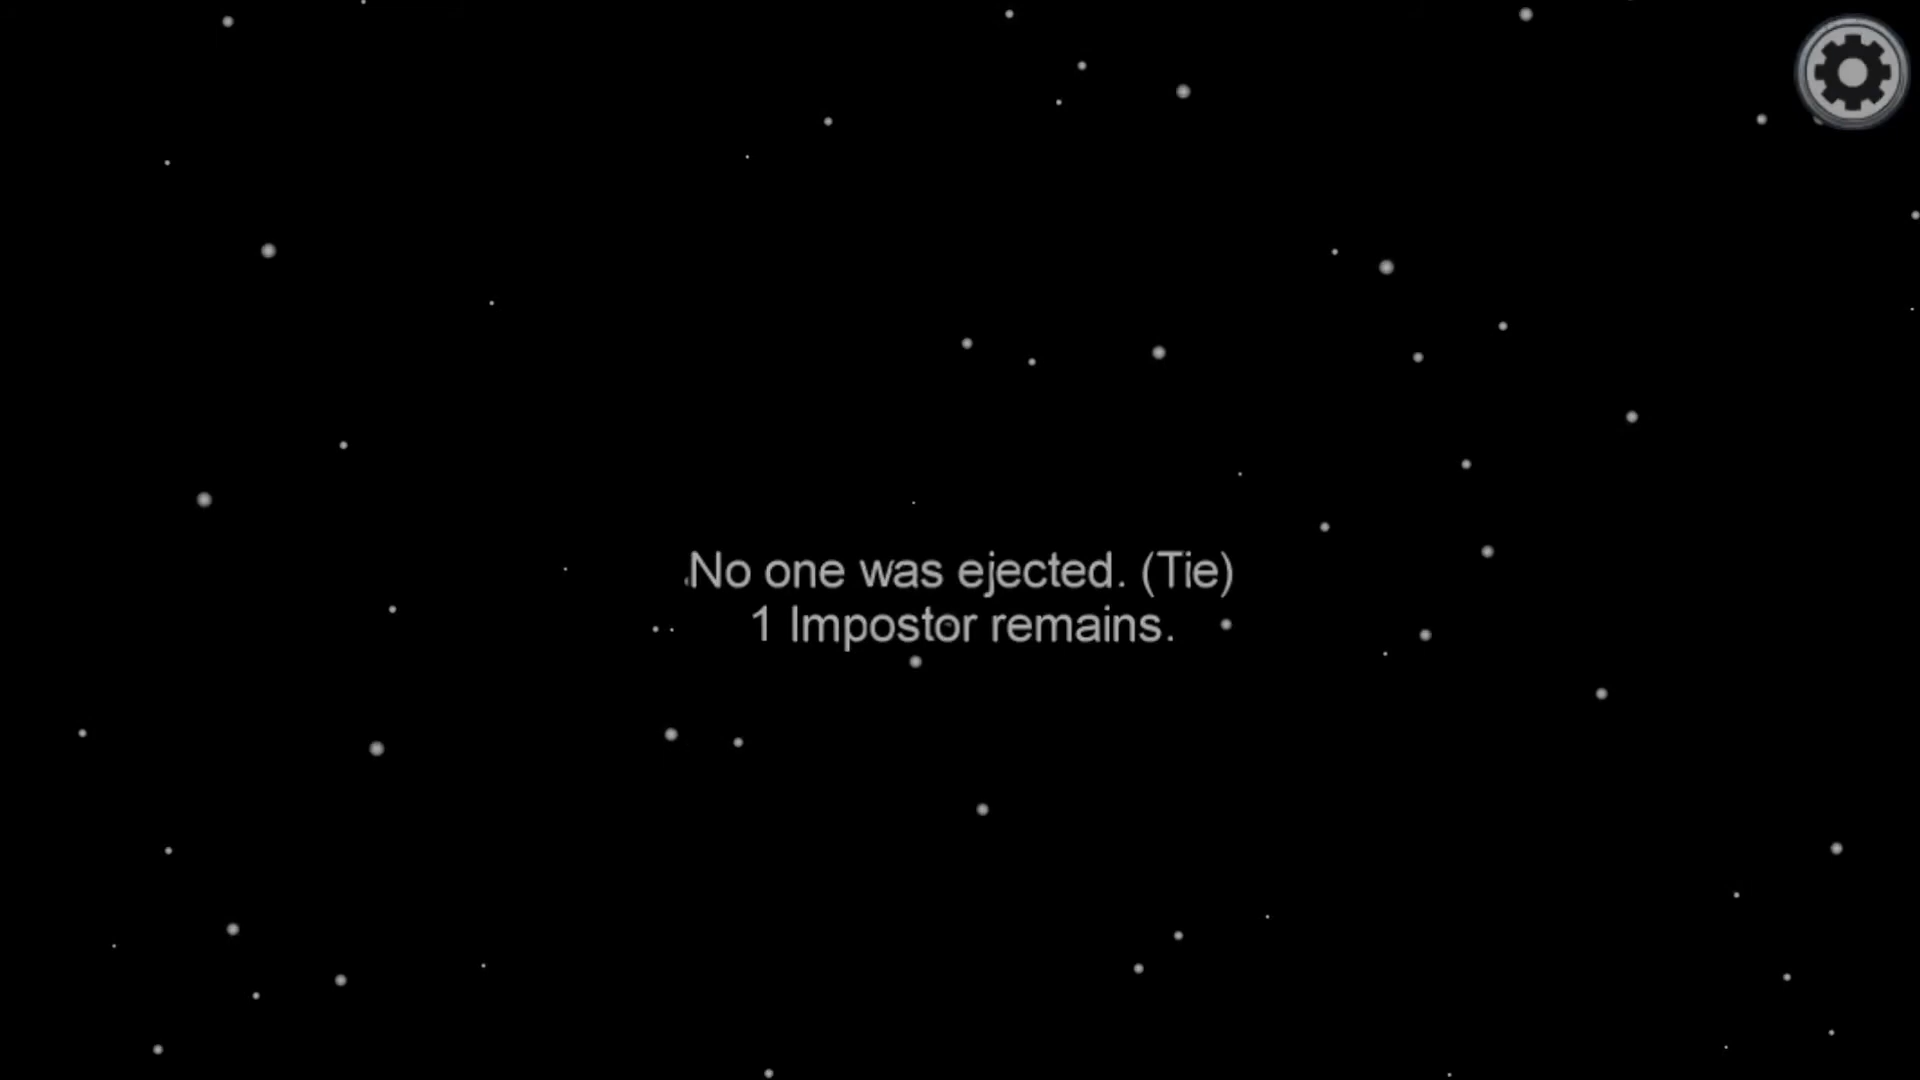 No one was ejected. (Tie)
1 Impostor remains.